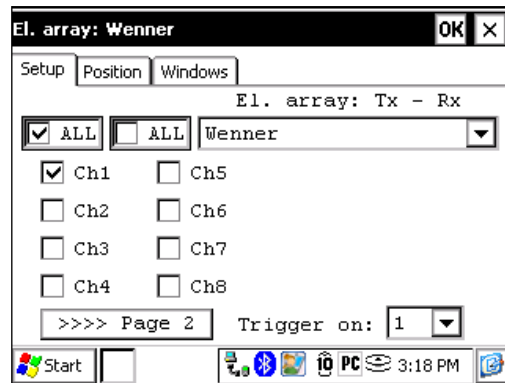 El. array: Wenner OK ×
Setup Position Windows
El. array: Tx - Rx
ALL ALL Wenner
Ch1 Ch5
Ch2 Ch6
Ch3 Ch7
Ch4 Ch8
>>>> Page 2 Trigger on: 1
Start PC 3:18 PM